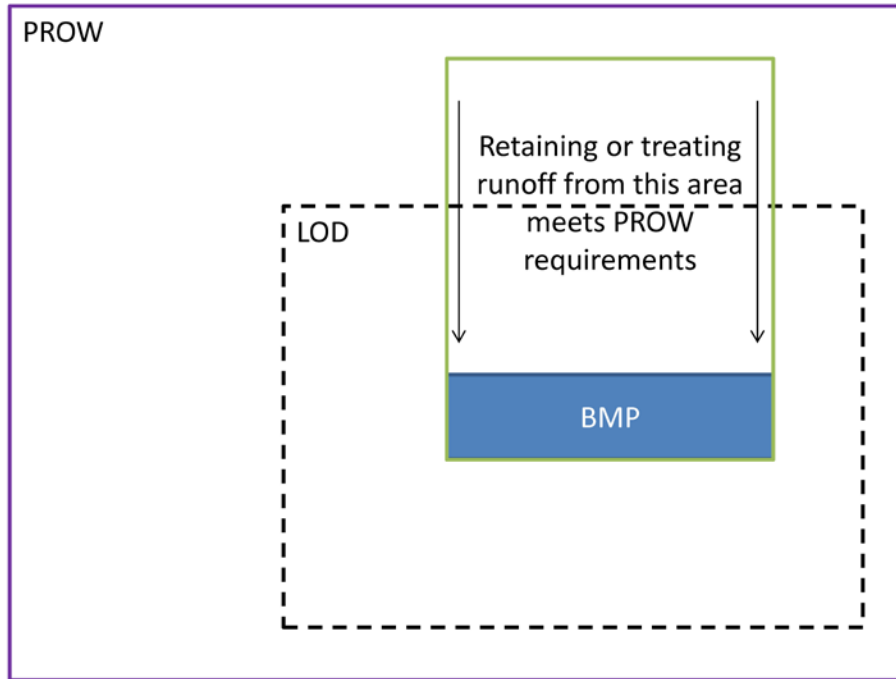 PROW
Retaining or treating
runoff from this area
meets PROW
LOD
requirements
BMP